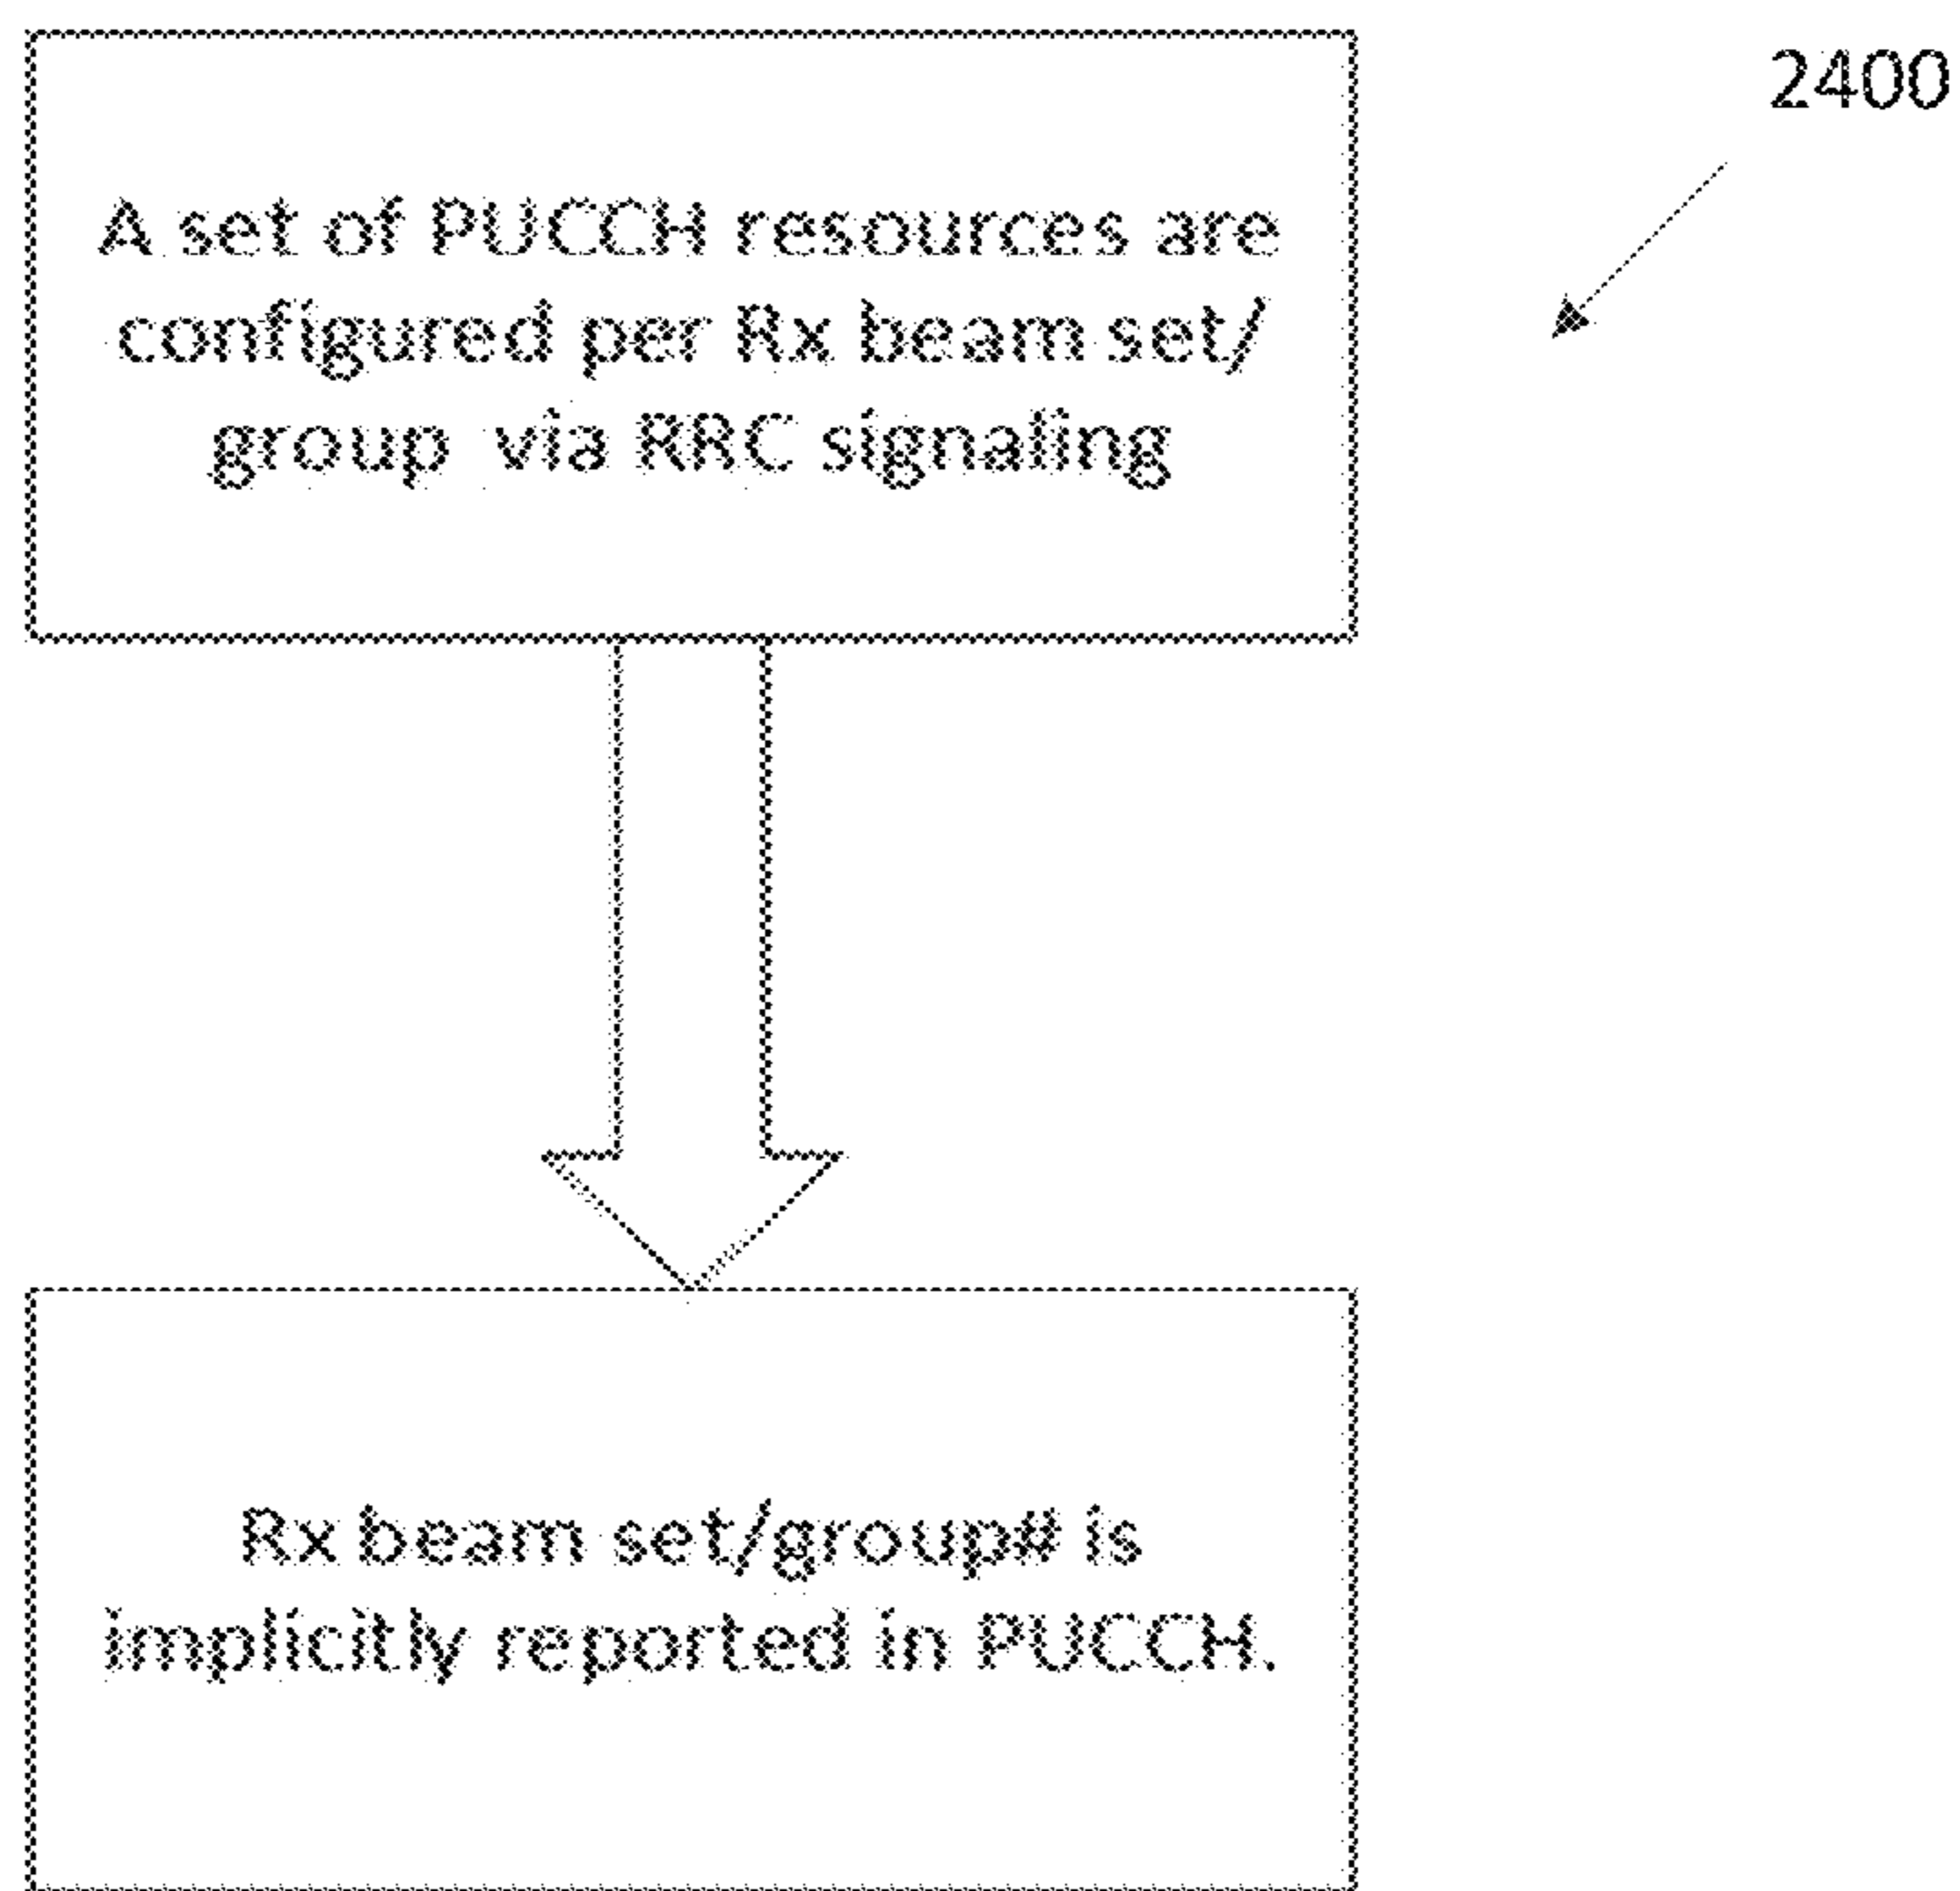 2400
A set of PUCCH resources are
configured per Rx beam set/
group via RRC signaling
Rx beam set/group# is
implicitly reported in PUCCH.